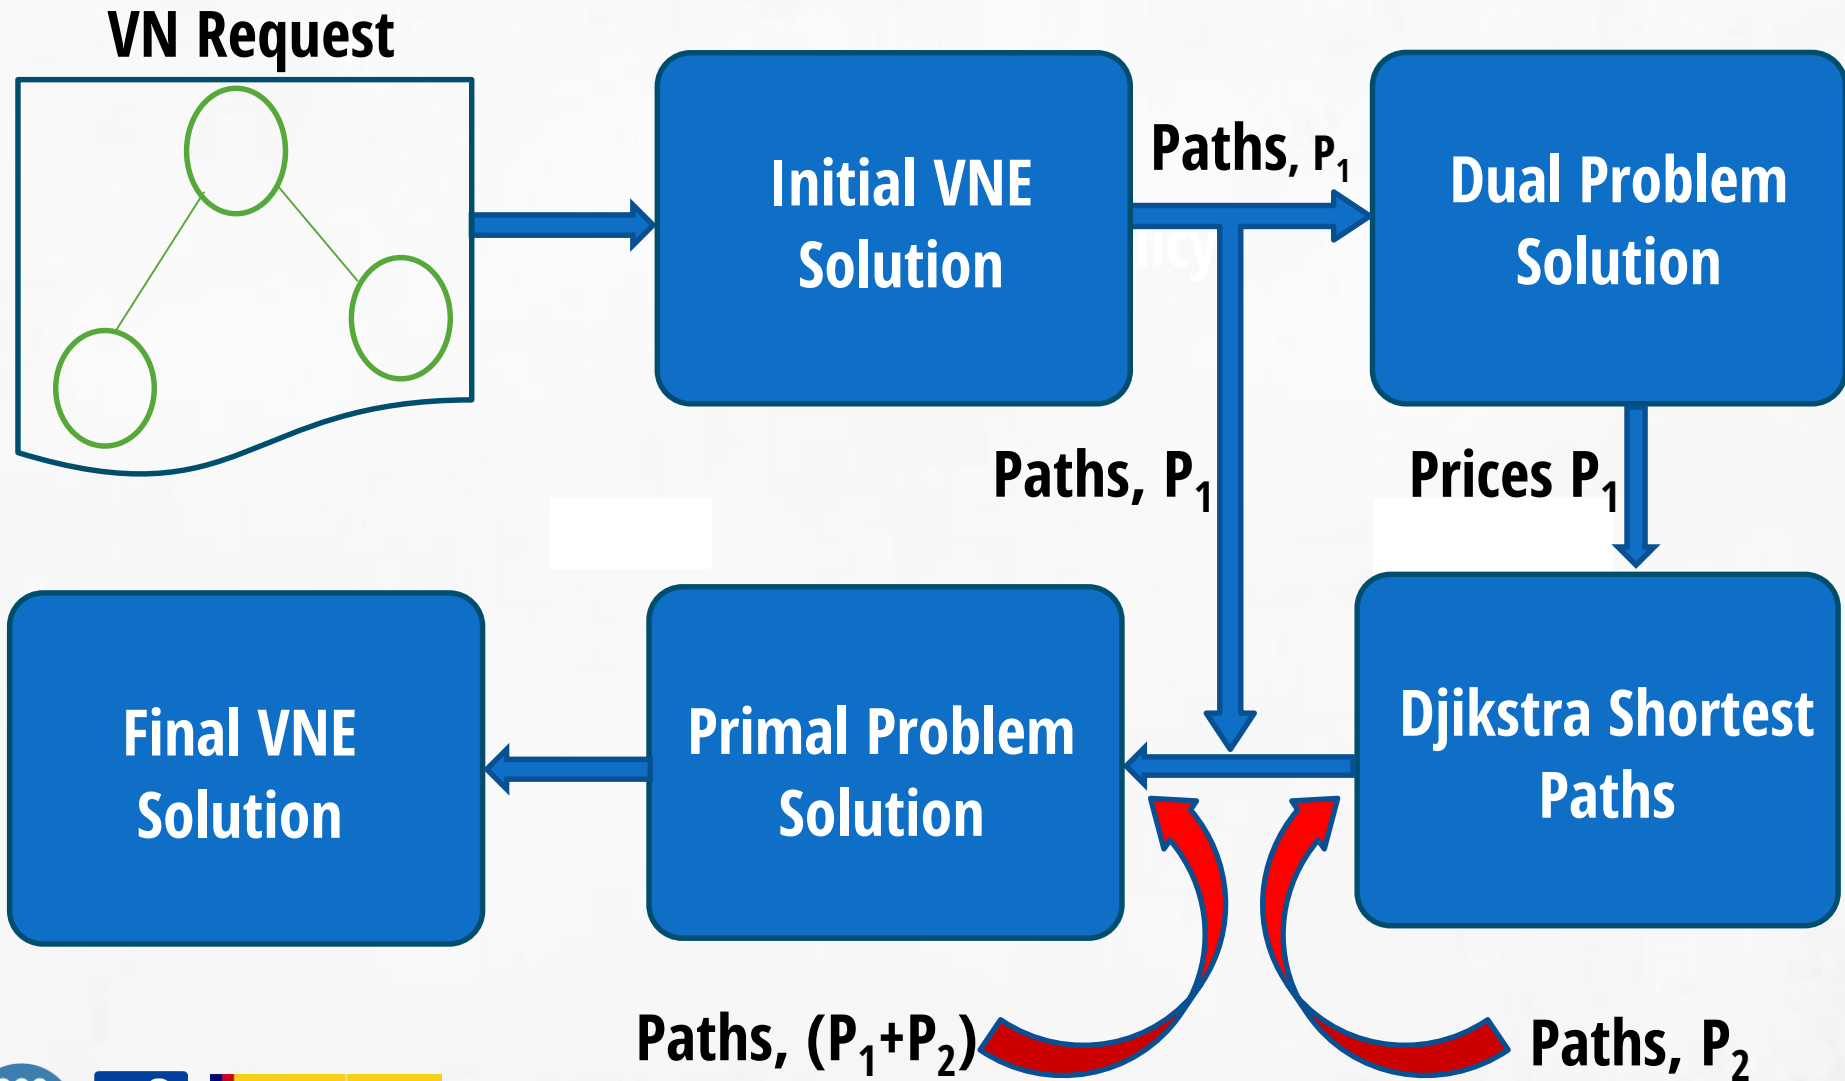 VN Request
Initial VNE
Solution
Paths, P₁
Dual Problem
Solution
Paths, P₁
Prices P₁
Final VNE
Solution
Primal Problem
Solution
Djikstra Shortest
Paths
Paths, (P₁+P₂)
Paths, P₂